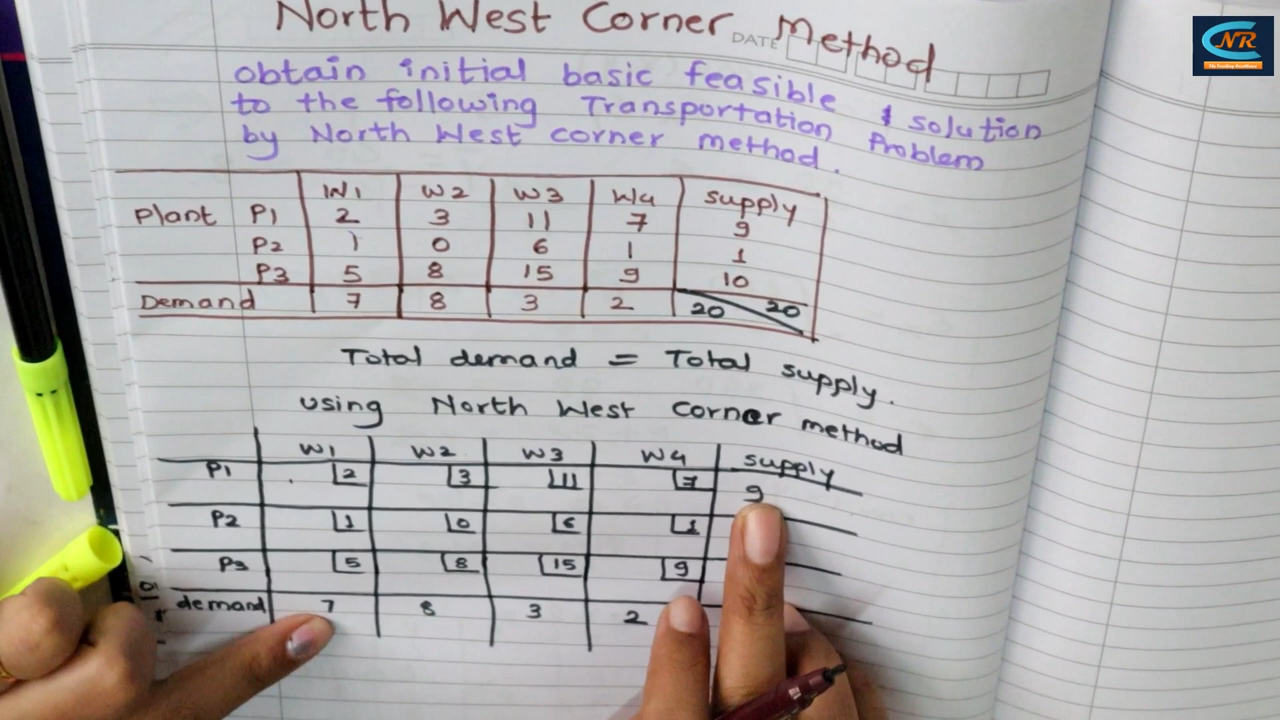 North West Corner Method
DATE
obtain initial basic feasible solution
to the following Transportation Problem
by North West corner method.
W1 W2 W3 W4 supply
Plant P1 2 3 11 7 9
P2 1 0 6 1 1
P3 5 8 15 9 10
Demand 7 8 3 2 20 20
Total demand = Total supply.
using North West corner method
W1 W2 W3 W4 supply
P1 2 3 11 7 9
P2 1 0 6 1
P3 5 8 15 9
demand 7 8 3 2
NR